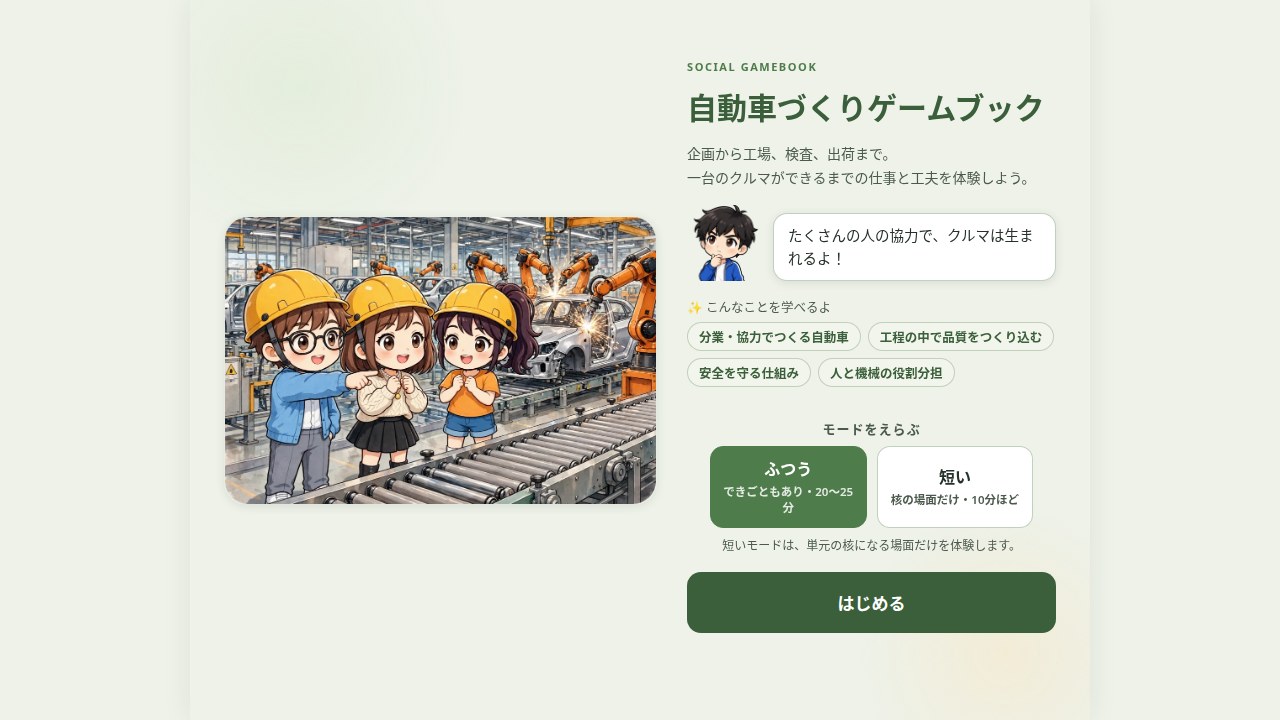 SOCIAL GAMEBOOK
自動車づくりゲームブック
企画から工場、検査、出荷まで。
一台のクルマができるまでの仕事と工夫を体験しよう。
たくさんの人の協力で、クルマは生ま
れるよ！
✨ こんなことを学べるよ
分業・協力でつくる自動車
工程の中で品質をつくり込む
安全を守る仕組み
人と機械の役割分担
モードをえらぶ
ふつう
できごともあり・20〜25
分
短い
核の場面だけ・10分ほど
短いモードは、単元の核になる場面だけを体験します。
はじめる